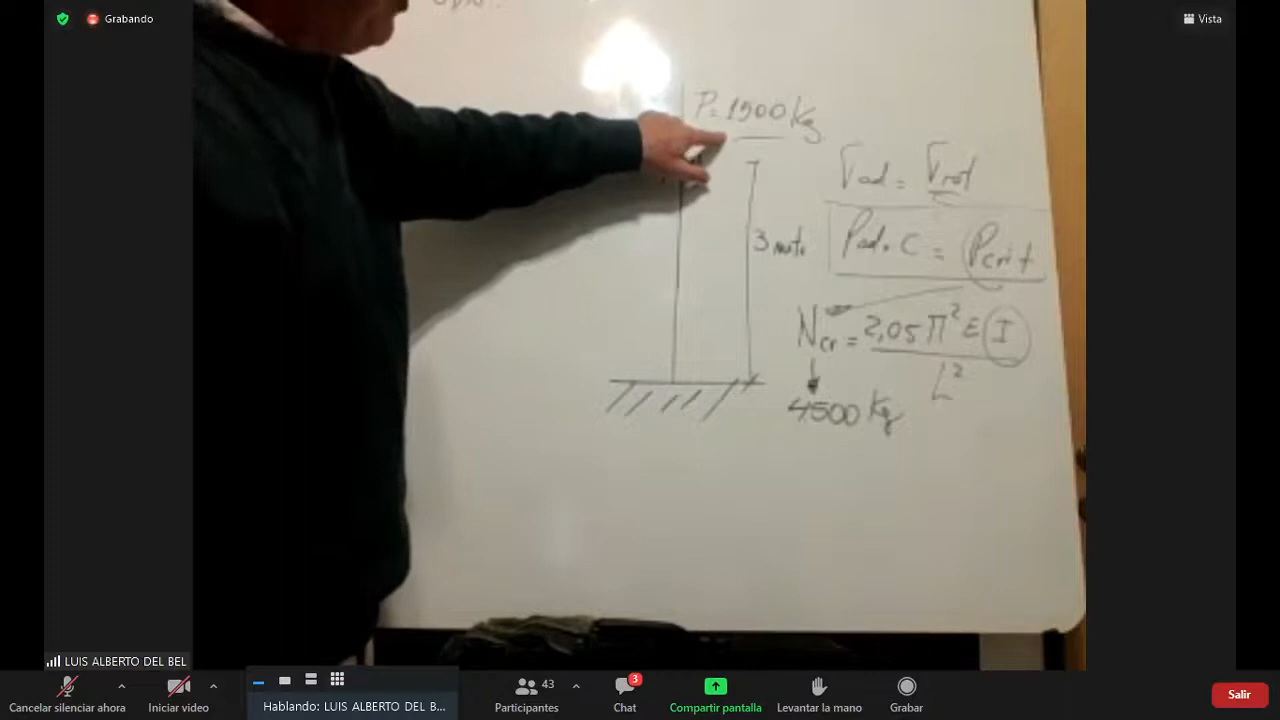 Grabando
Vista
P=1500 Kg
3 mts
σad = σrot
Pad. C = Pcrit
Ncr = 2,05 π² E I
L²
4500 Kg
LUIS ALBERTO DEL BEL
Cancelar silenciar ahora
Iniciar video
Hablando: LUIS ALBERTO DEL B...
43
Participantes
3
Chat
Compartir pantalla
Levantar la mano
Grabar
Salir